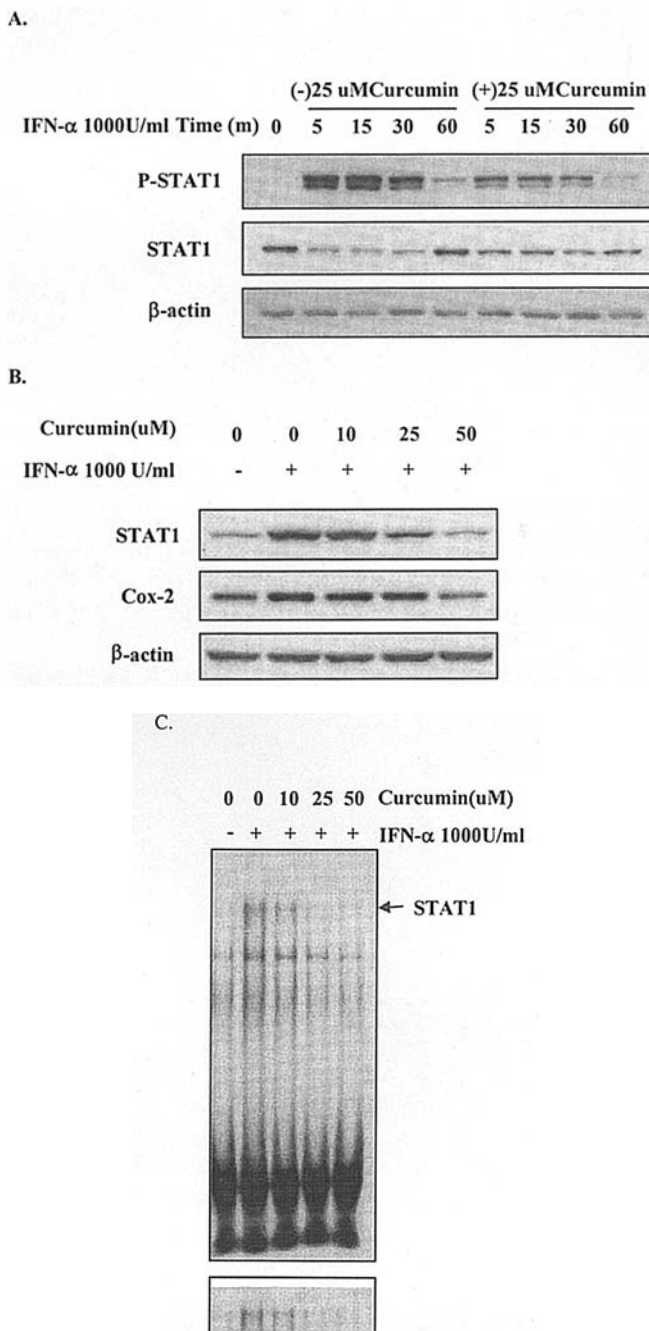 A.
(-)25 uMCurcumin (+)25 uMCurcumin
IFN-α 1000U/ml Time (m) 0 5 15 30 60 5 15 30 60
P-STAT1
STAT1
β-actin
B.
Curcumin(uM) 0 0 10 25 50
IFN-α 1000 U/ml - + + + +
STAT1
Cox-2
β-actin
C.
0 0 10 25 50 Curcumin(uM)
- + + + + IFN-α 1000U/ml
STAT1